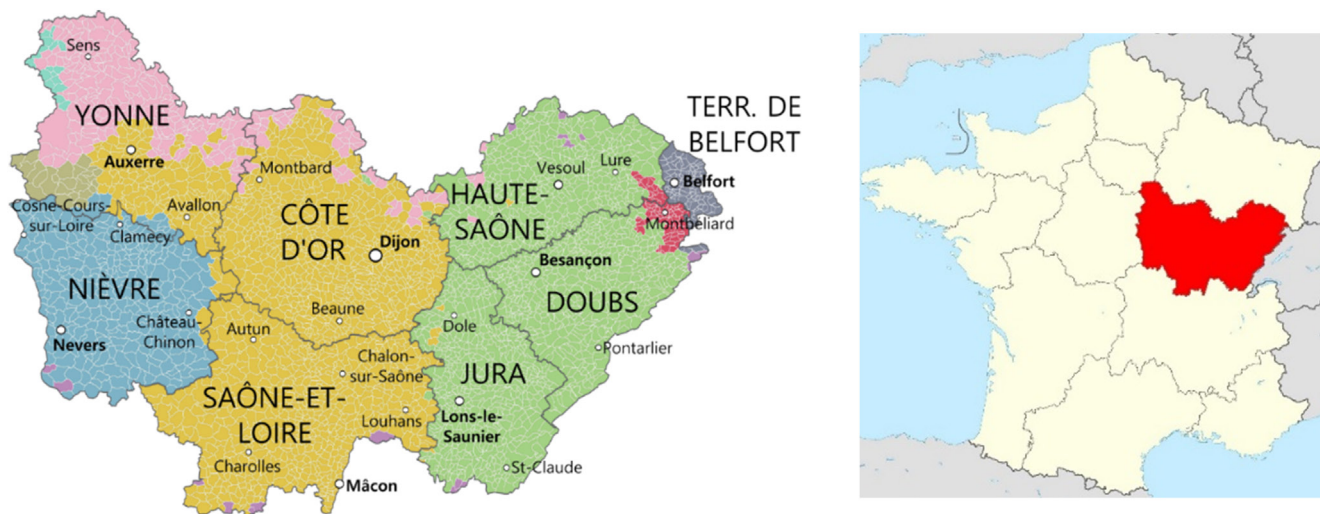 Sens
YONNE
Auxerre
Montbard
Avallon
Cosne-Cours-
sur-Loire
Clamecy
CÔTE
D'OR
Dijon
HAUTE-
SAÔNE
Vesoul
Lure
TERR. DE
BELFORT
Belfort
Montbéliard
Besançon
DOUBS
NIÈVRE
Château-
Chinon
Nevers
Beaune
Autun
Dole
Pontarlier
Chalon-
sur-Saône
JURA
SAÔNE-ET-
LOIRE
Louhans
Lons-le-
Saunier
Charolles
St-Claude
Mâcon